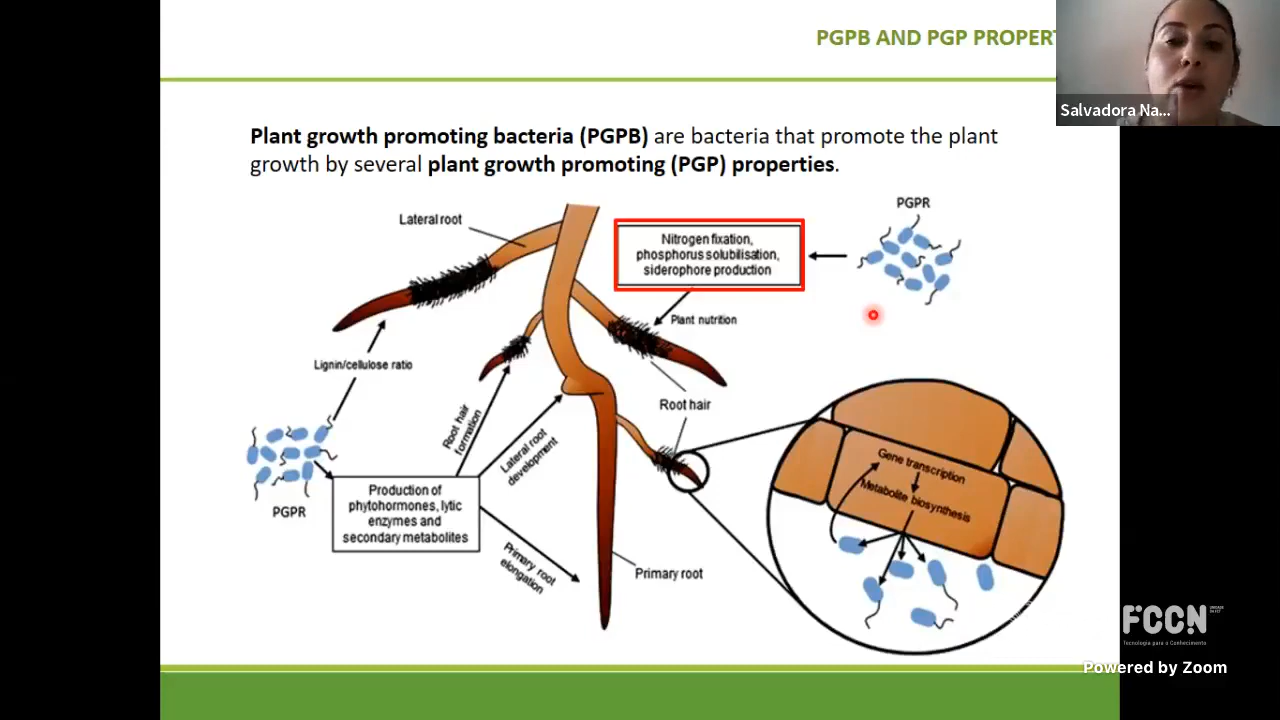 PGPB AND PGP PROPERT
Salvadora Na...
Plant growth promoting bacteria (PGPB) are bacteria that promote the plant
growth by several plant growth promoting (PGP) properties.
PGPR
Lateral root
Nitrogen fixation,
phosphorus solubilisation,
siderophore production
Plant nutrition
Lignin/cellulose ratio
Root hair
Root hair
formation
Lateral root
development
Gene transcription
Metabolite biosynthesis
PGPR
Production of
phytohormones, lytic
enzymes and
secondary metabolites
Primary root
elongation
Primary root
FCCN
Tecnologia para o Conhecimento
Powered by Zoom